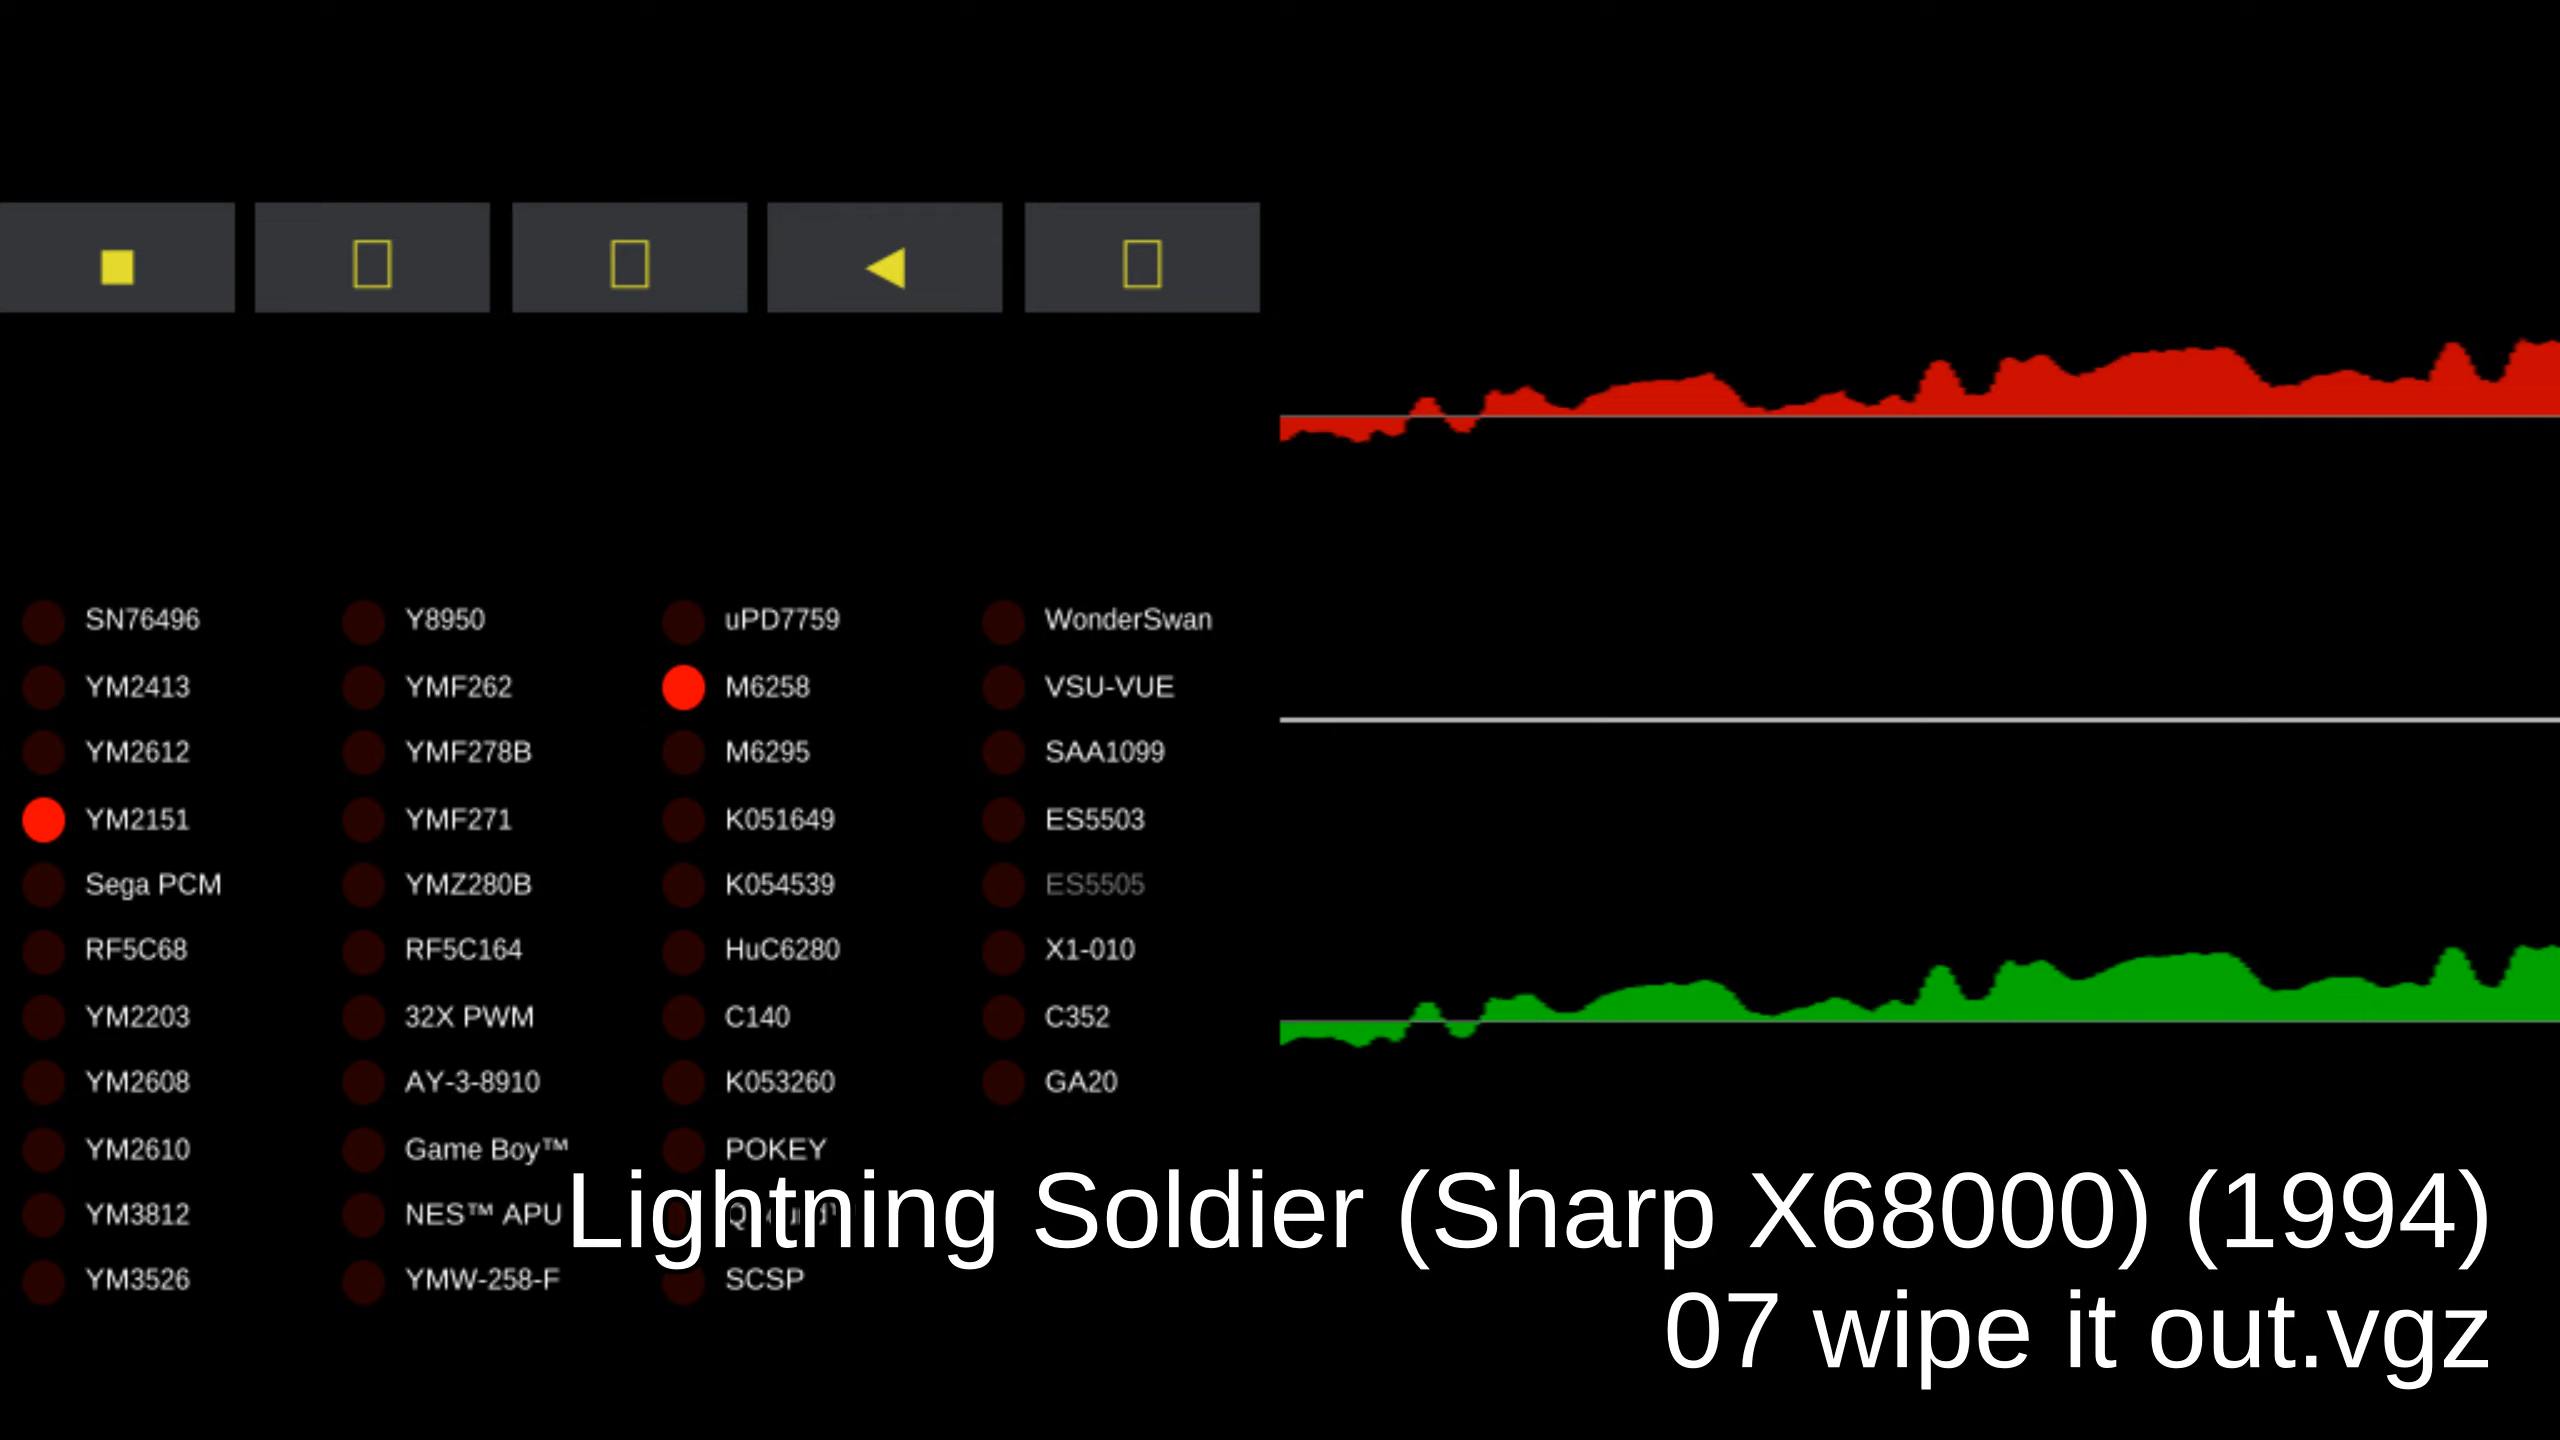 SN76496
YM2413
YM2612
YM2151
Sega PCM
RF5C68
YM2203
YM2608
YM2610
YM3812
YM3526
Y8950
YMF262
YMF278B
YMF271
YMZ280B
RF5C164
32X PWM
AY-3-8910
Game Boy™
NES™ APU
YMW-258-F
uPD7759
M6258
M6295
K051649
K054539
HuC6280
C140
K053260
POKEY
SCSP
WonderSwan
VSU-VUE
SAA1099
ES5503
ES5505
X1-010
C352
GA20
Lightning Soldier (Sharp X68000) (1994)
07 wipe it out.vgz